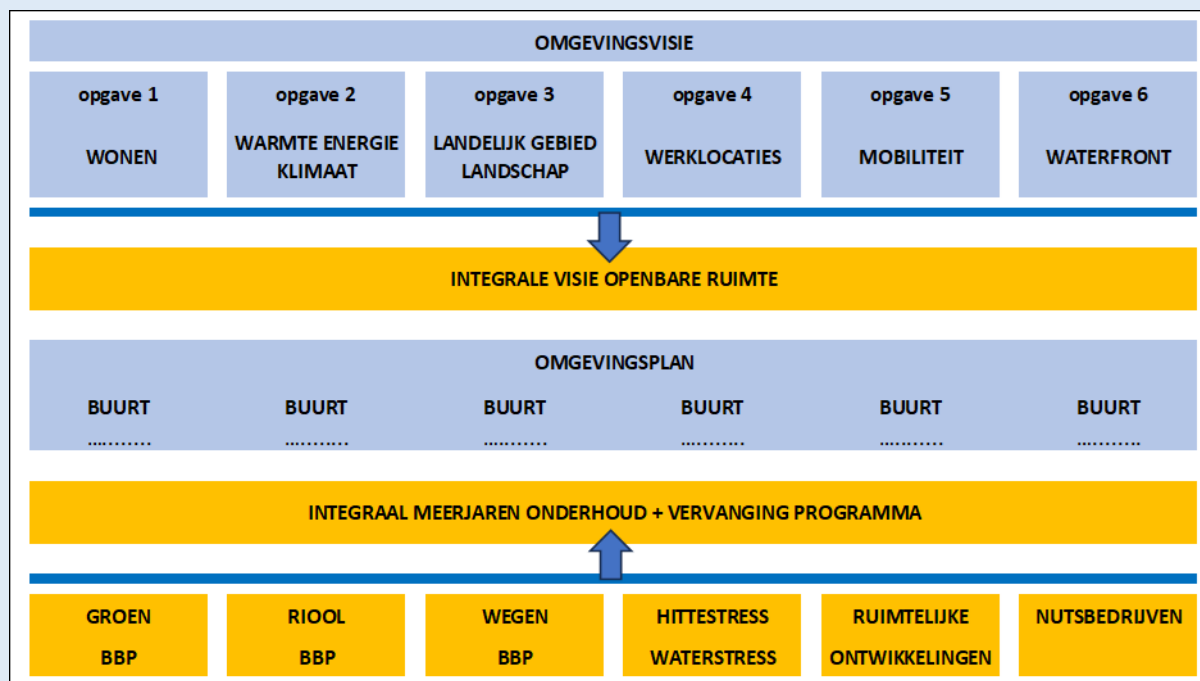 OMGEVINGSVISIE
opgave 1
WONEN
opgave 2
WARMTE ENERGIE
KLIMAAT
opgave 3
LANDELIJK GEBIED
LANDSCHAP
opgave 4
WERKLOCATIES
opgave 5
MOBILITEIT
opgave 6
WATERFRONT
INTEGRALE VISIE OPENBARE RUIMTE
OMGEVINGSPLAN
BUURT
...........
BUURT
...........
BUURT
...........
BUURT
...........
BUURT
...........
BUURT
...........
INTEGRAAL MEERJAREN ONDERHOUD + VERVANGING PROGRAMMA
GROEN
BBP
RIOOL
BBP
WEGEN
BBP
HITTESTRESS
WATERSTRESS
RUIMTELIJKE
ONTWIKKELINGEN
NUTSBEDRIJVEN